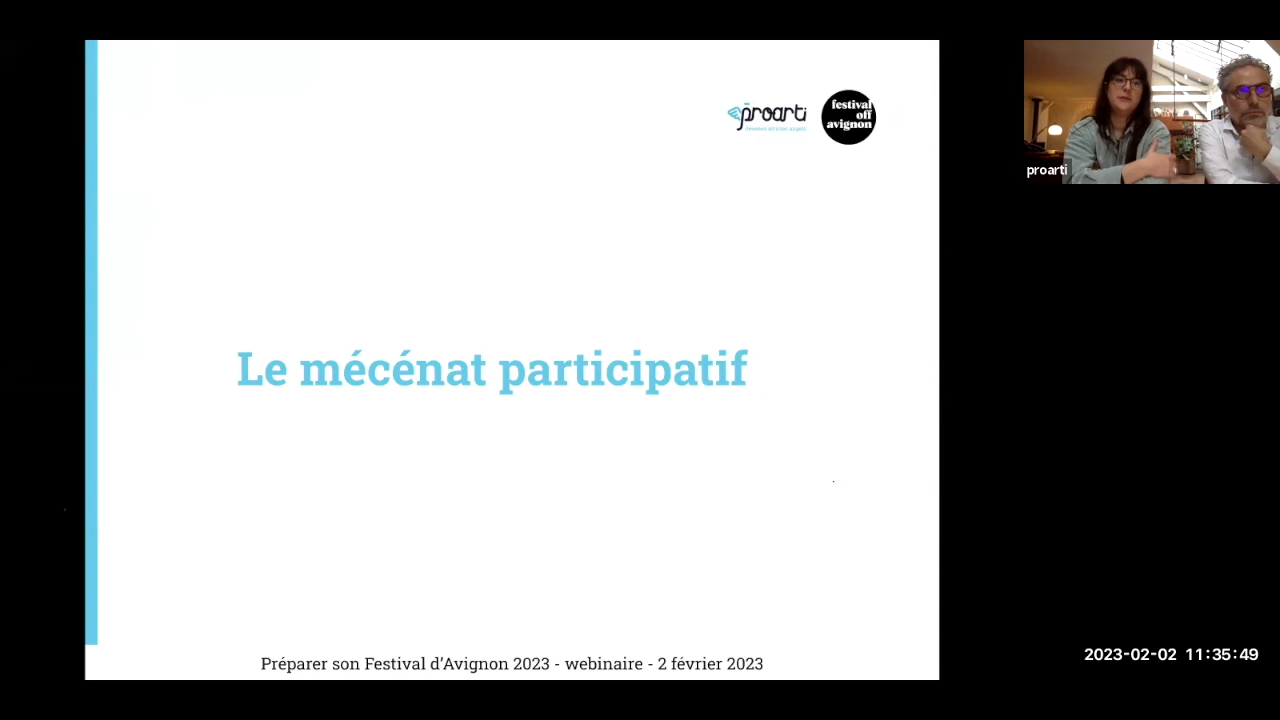 proarti
festival
off
avignon
proarti
Le mécénat participatif
Préparer son Festival d'Avignon 2023 - webinaire - 2 février 2023
2023-02-02 11:35:49